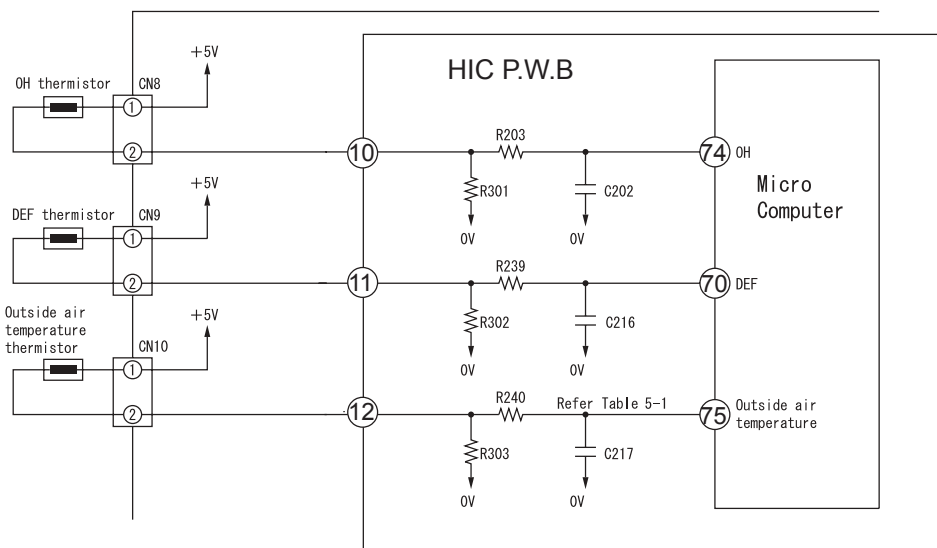 HIC P.W.B
+5V
OH thermistor
CN8
1
2
10
R203
R301
0V
C202
0V
74
OH
Micro
Computer
+5V
DEF thermistor
CN9
1
2
11
R239
R302
0V
C216
0V
70
DEF
+5V
Outside air
temperature
thermistor
CN10
1
2
12
R240
Refer Table 5-1
R303
0V
C217
0V
75
Outside air
temperature